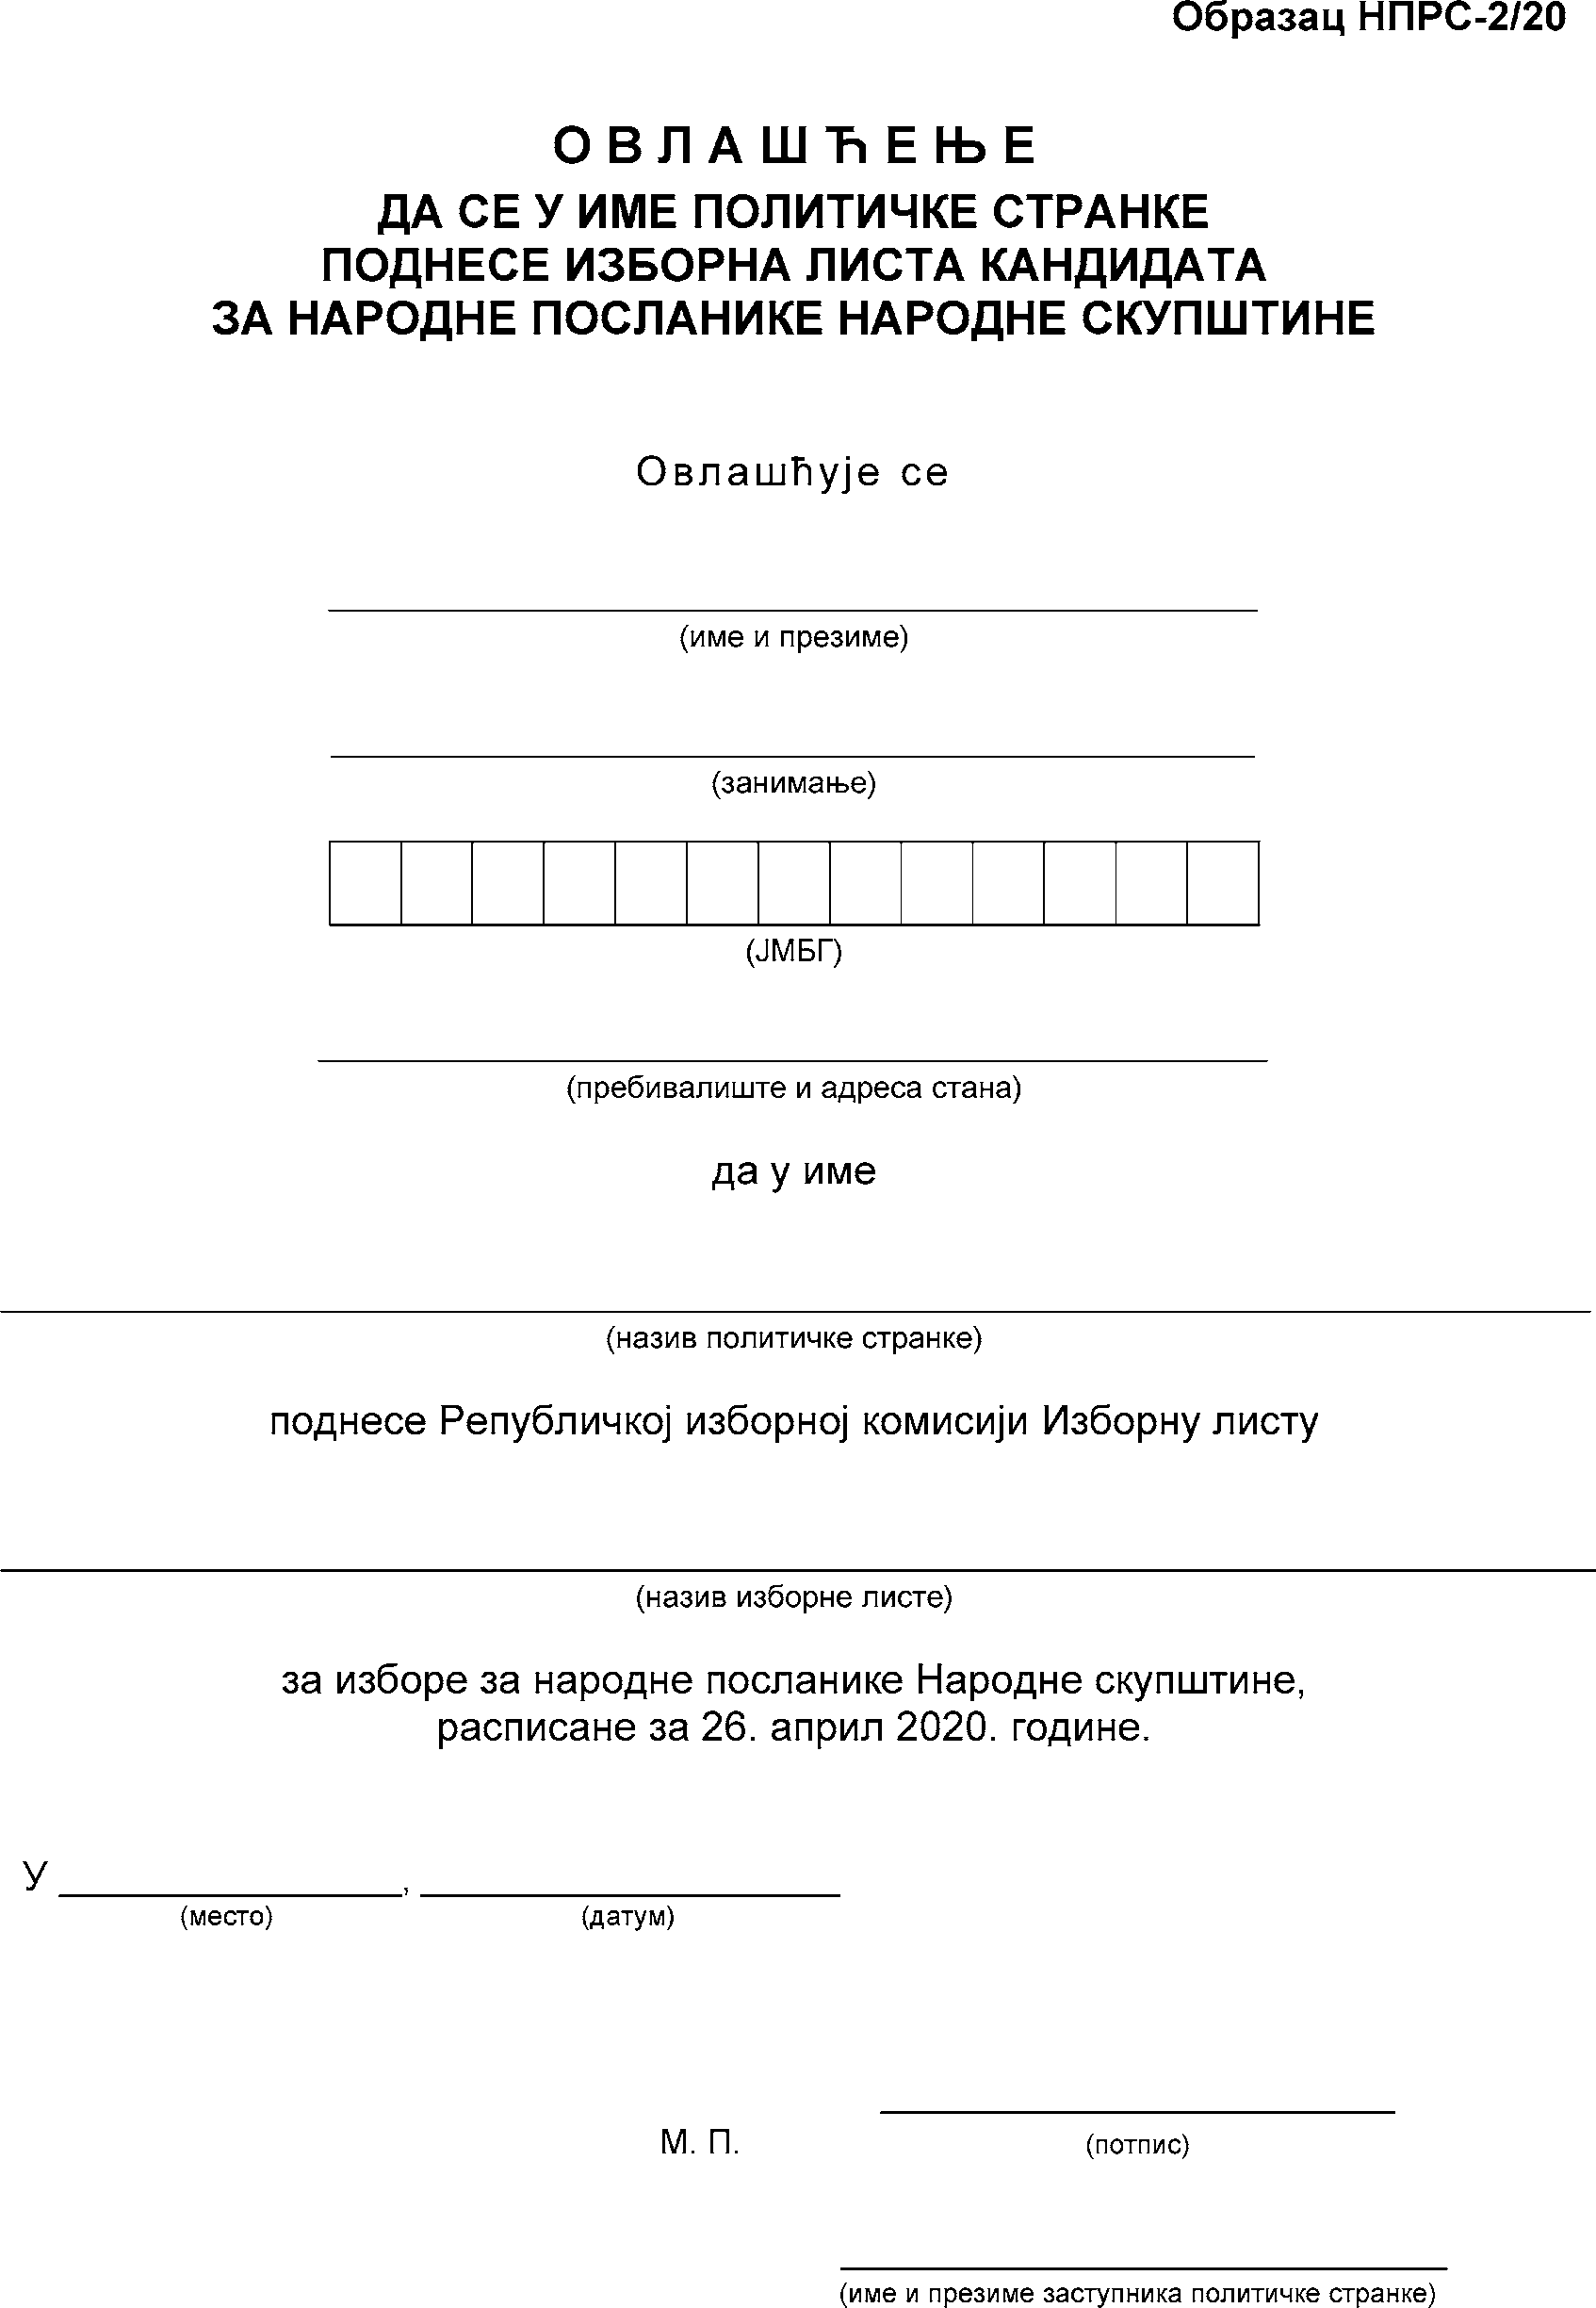 Образац НПРС-2/20
О В Л А Ш Ћ Е Њ Е
ДА СЕ У ИМЕ ПОЛИТИЧКЕ СТРАНКЕ
ПОДНЕСЕ ИЗБОРНА ЛИСТА КАНДИДАТА
ЗА НАРОДНЕ ПОСЛАНИКЕ НАРОДНЕ СКУПШТИНЕ
Овлашћује се
(име и презиме)
(занимање)
(ЈМБГ)
(пребивалиште и адреса стана)
да у име
(назив политичке странке)
поднесе Републичкој изборној комисији Изборну листу
(назив изборне листе)
за изборе за народне посланике Народне скупштине,
расписане за 26. април 2020. године.
У ____________, ____________
(место) (датум)
М. П. (потпис)
(име и презиме заступника политичке странке)